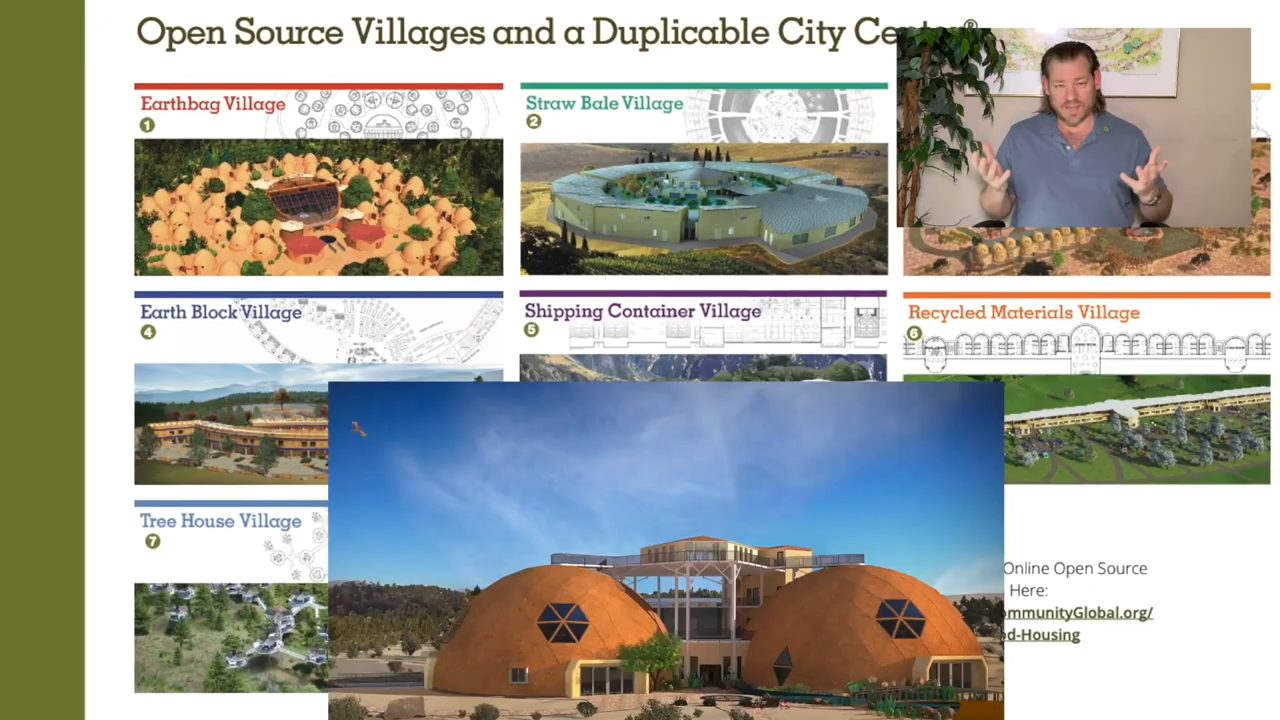 Open Source Villages and a Duplicable City Ce
Earthbag Village
1
Straw Bale Village
2
Earth Block Village
4
Shipping Container Village
5
Recycled Materials Village
6
Tree House Village
7
Online Open Source
Here:
mmunityGlobal.org/
d-Housing